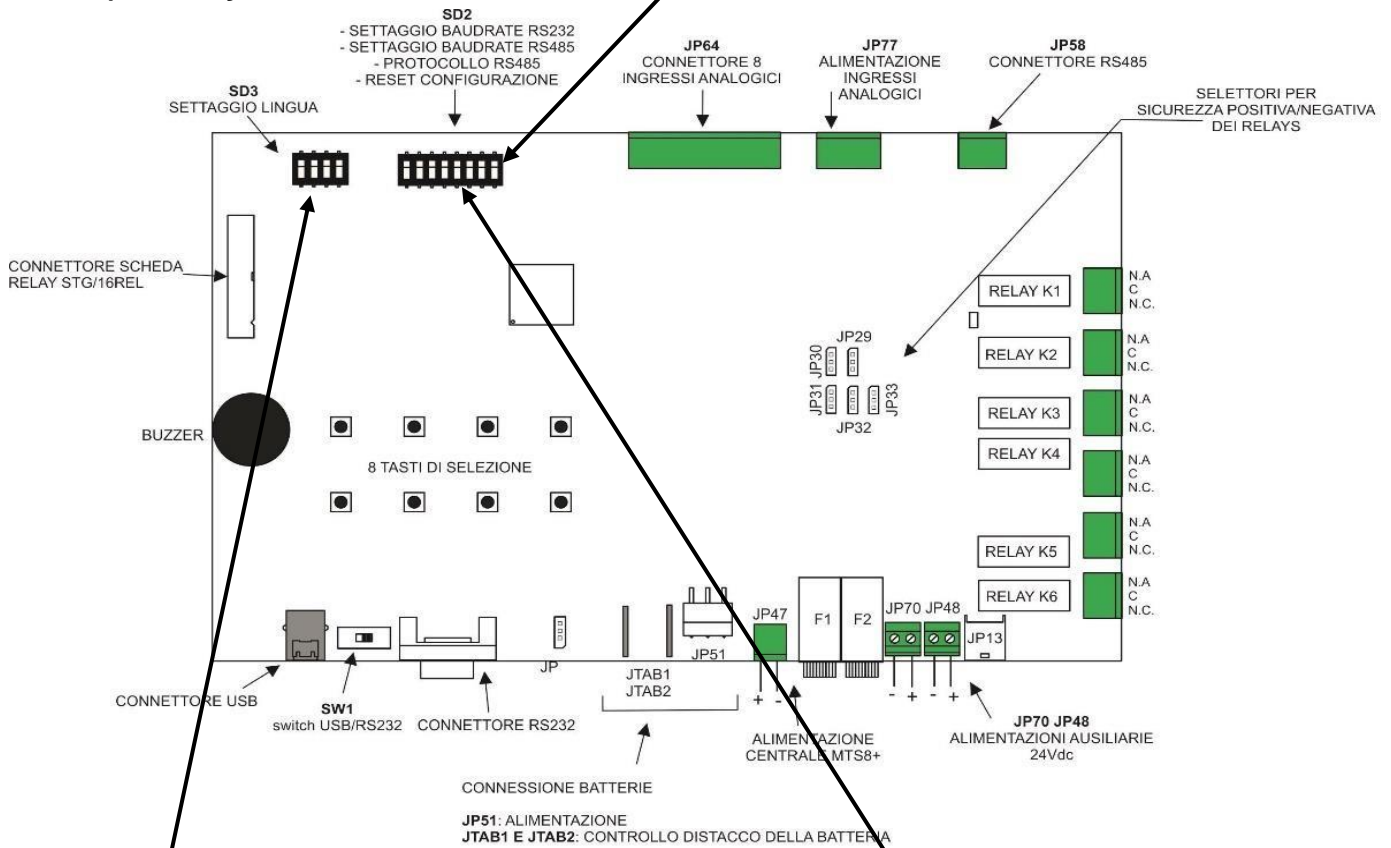 SD2
- SETTAGGIO BAUDRATE RS232
- SETTAGGIO BAUDRATE RS485
- PROTOCOLLO RS485
- RESET CONFIGURAZIONE
JP64
CONNETTORE 8
INGRESSI ANALOGICI
JP77
ALIMENTAZIONE
INGRESSI
ANALOGICI
JP58
CONNETTORE RS485
SD3
SETTAGGIO LINGUA
SELETTORI PER
SICUREZZA POSITIVA/NEGATIVA
DEI RELAYS
CONNETTORE SCHEDA
RELAY STG/16REL
RELAY K1
N.A
C
N.C.
JP29
JP30
RELAY K2
N.A
C
N.C.
JP31
JP33
JP32
RELAY K3
N.A
C
N.C.
RELAY K4
N.A
C
N.C.
BUZZER
8 TASTI DI SELEZIONE
RELAY K5
N.A
C
N.C.
RELAY K6
N.A
C
N.C.
JP47
F1
F2
JP70
JP48
JP13
JP
JP51
JTAB1
JTAB2
+ -
- +
- +
CONNETTORE USB
SW1
switch USB/RS232
CONNETTORE RS232
ALIMENTAZIONE
CENTRALE MTS8+
JP70 JP48
ALIMENTAZIONI AUSILIARIE
24Vdc
CONNESSIONE BATTERIE
JP51: ALIMENTAZIONE
JTAB1 E JTAB2: CONTROLLO DISTACCO DELLA BATTERIA